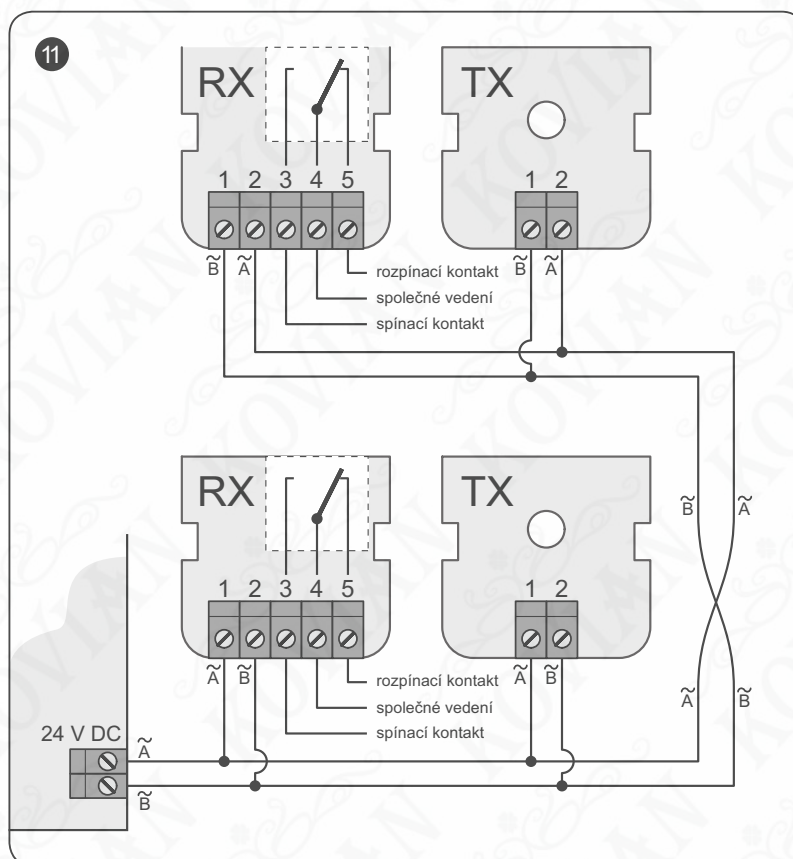 11
RX
TX
1 2 3 4 5
1 2
B̃ Ã
B̃ Ã
rozpínací kontakt
společné vedení
spínací kontakt
B̃ Ã
RX
TX
1 2 3 4 5
1 2
Ã B̃
Ã B̃
rozpínací kontakt
společné vedení
spínací kontakt
Ã B̃
24 V DC
Ã
B̃
KOVIAN